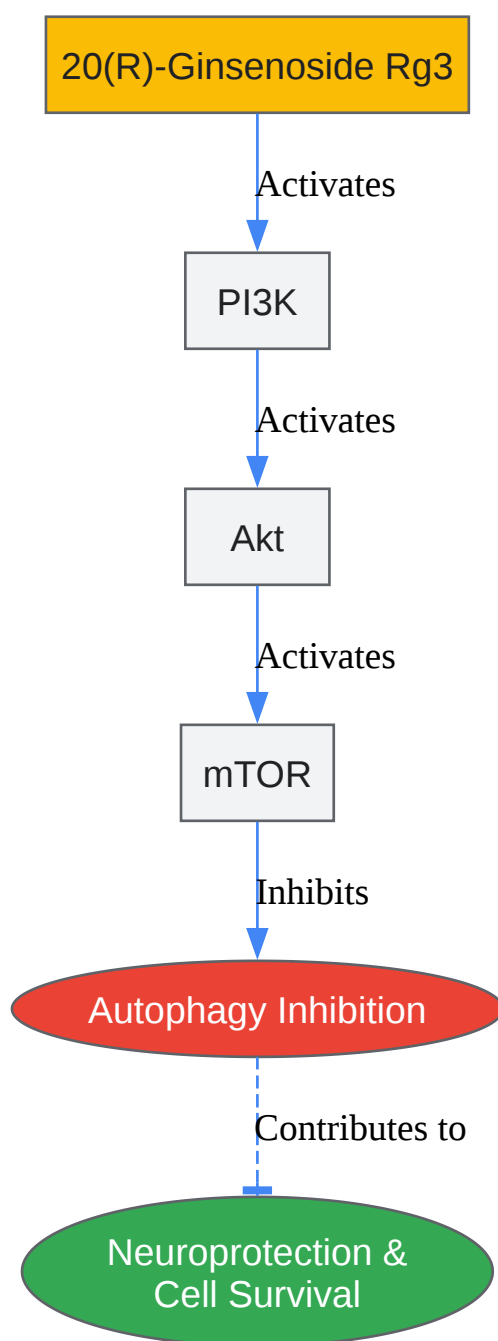 20(R)-Ginsenoside Rg3
Activates
PI3K
Activates
Akt
Activates
mTOR
Inhibits
Autophagy Inhibition
Contributes to
Neuroprotection &
Cell Survival